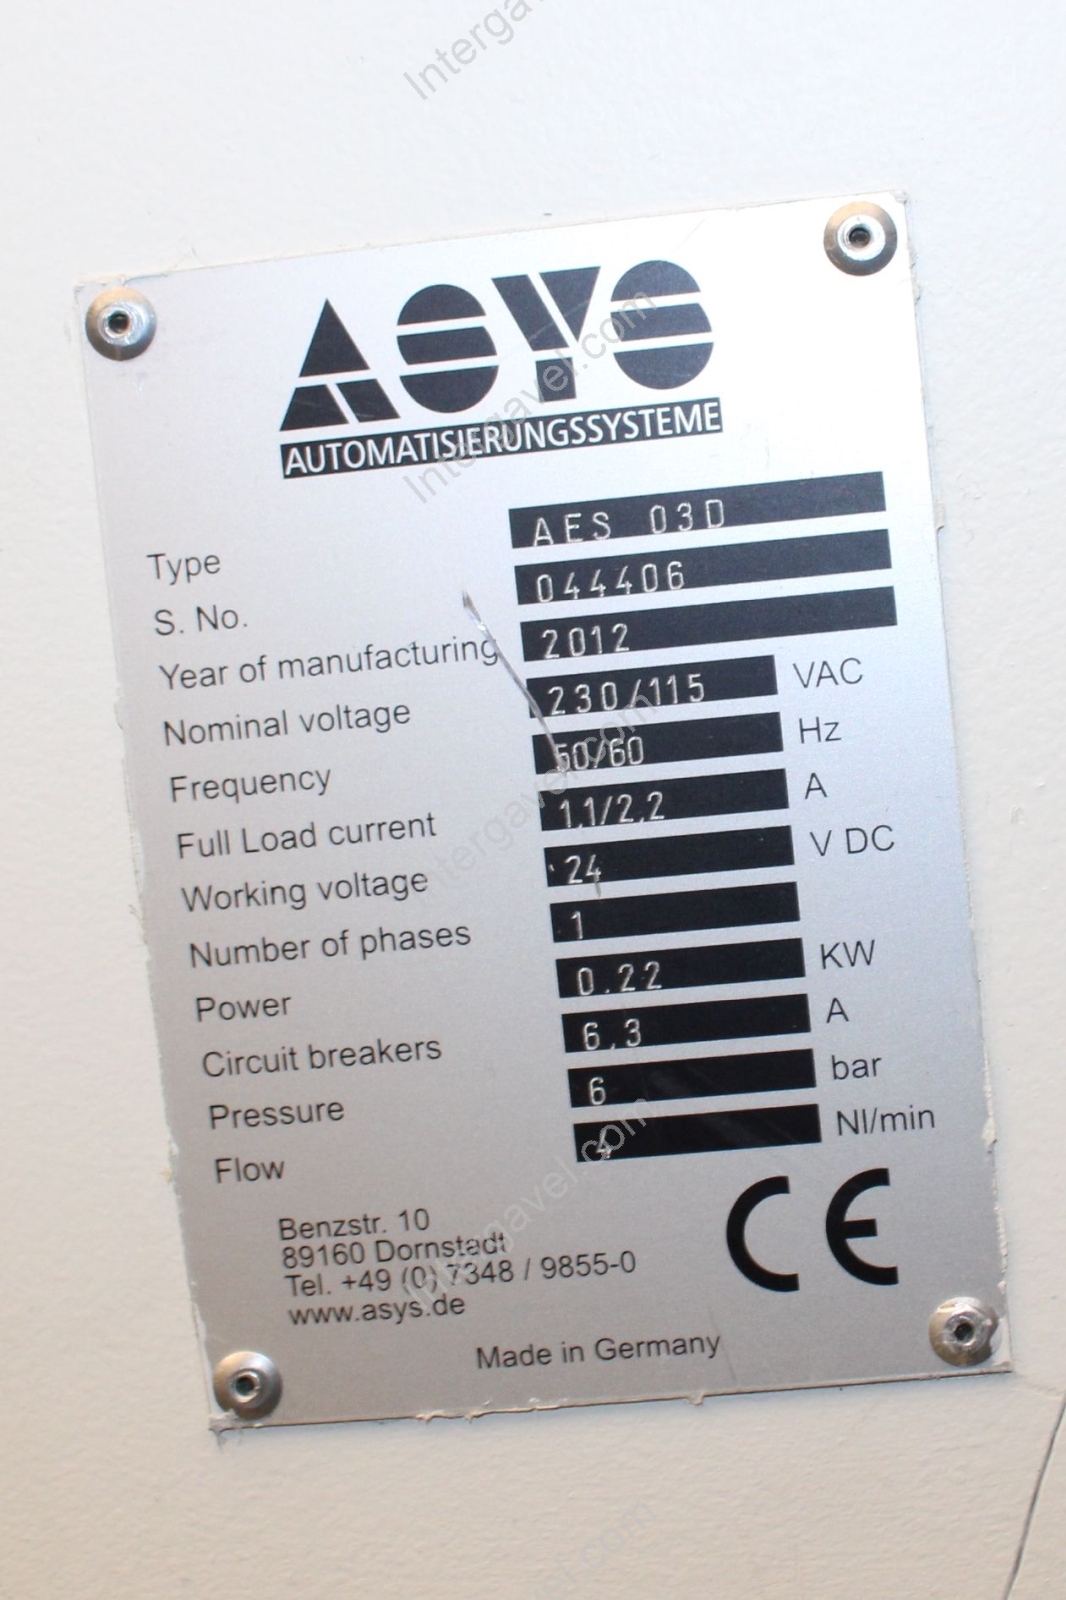 Intergavel.com
ASYS
AUTOMATISIERUNGSSYSTEME
Type AES 03D
S. No. 044406
Year of manufacturing 2012
Nominal voltage 230/115 VAC
Frequency 50/60 Hz
Full Load current 1,1/2,2 A
Working voltage 24 V DC
Number of phases 1
Power 0.22 KW
Circuit breakers 6,3 A
Pressure 6 bar
Flow 4 Nl/min
Benzstr. 10
89160 Dornstadt
Tel. +49 (0) 7348 / 9855-0
www.asys.de
CE
Made in Germany